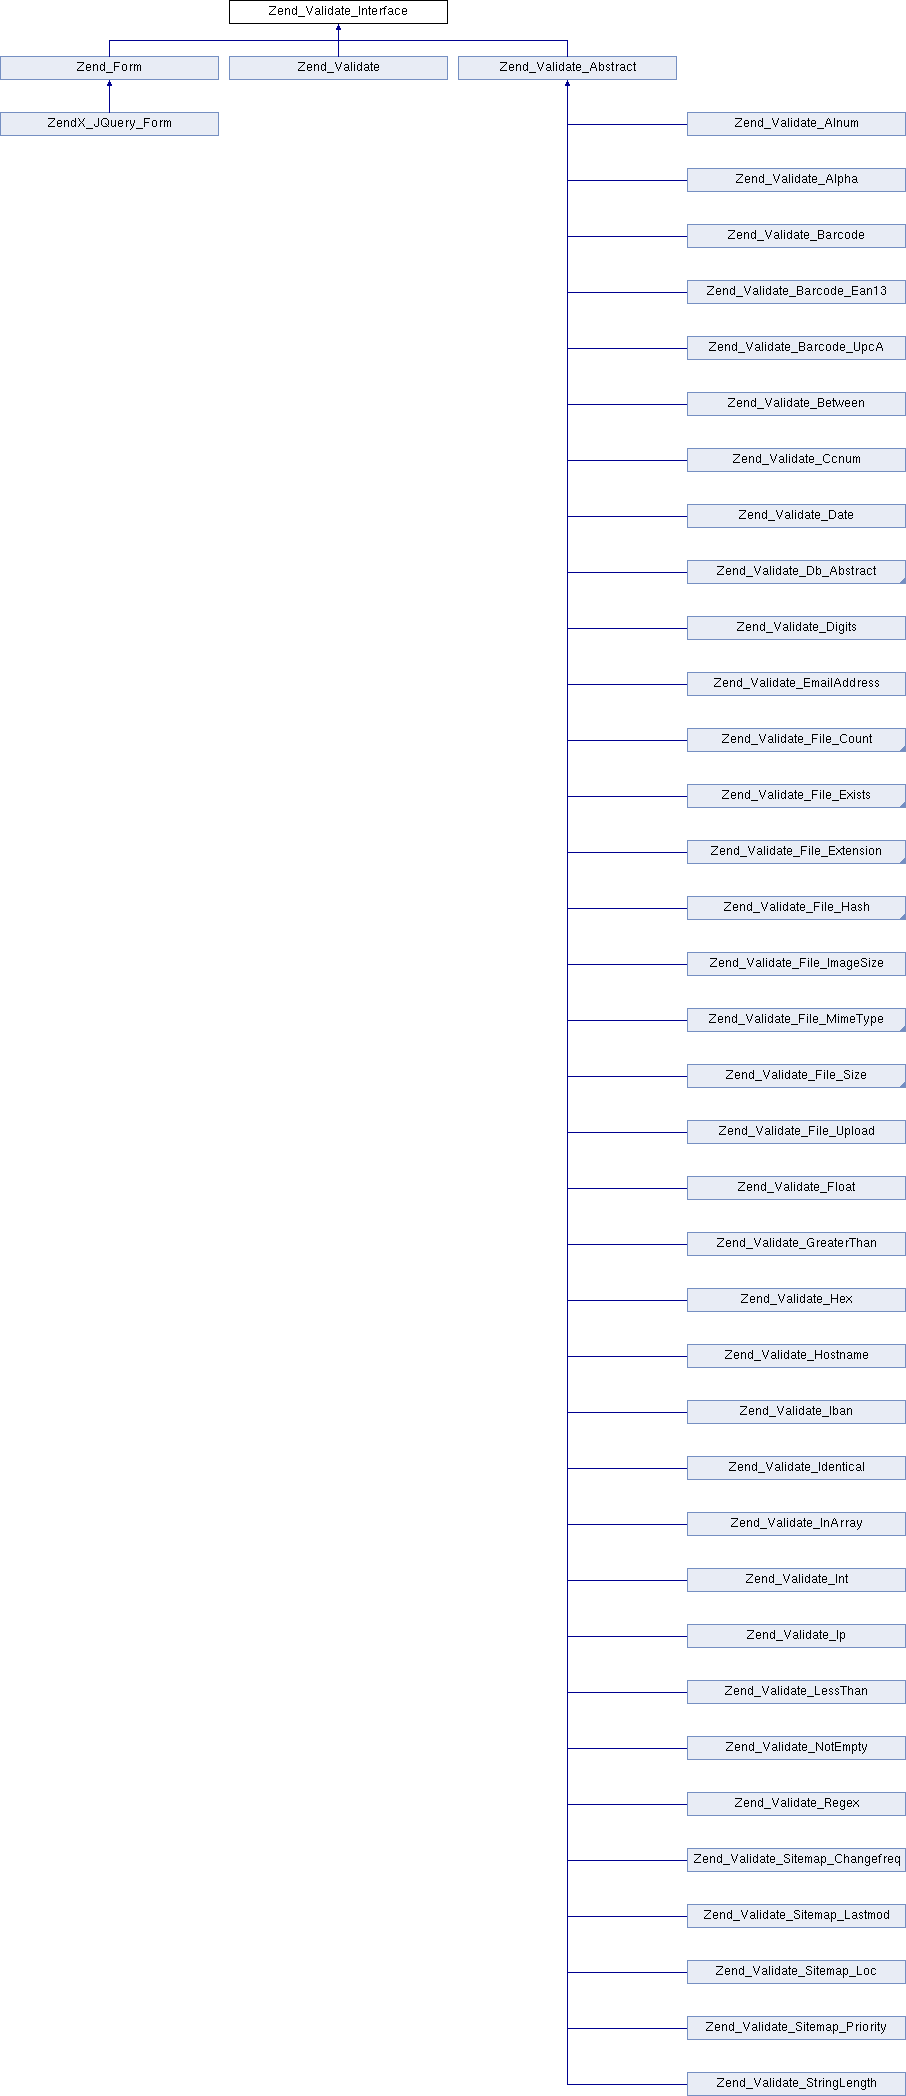 Zend_Validate_Interface
Zend_Form
Zend_Validate
Zend_Validate_Abstract
ZendX_JQuery_Form
Zend_Validate_Alnum
Zend_Validate_Alpha
Zend_Validate_Barcode
Zend_Validate_Barcode_Ean13
Zend_Validate_Barcode_UpcA
Zend_Validate_Between
Zend_Validate_Ccnum
Zend_Validate_Date
Zend_Validate_Db_Abstract
Zend_Validate_Digits
Zend_Validate_EmailAddress
Zend_Validate_File_Count
Zend_Validate_File_Exists
Zend_Validate_File_Extension
Zend_Validate_File_Hash
Zend_Validate_File_ImageSize
Zend_Validate_File_MimeType
Zend_Validate_File_Size
Zend_Validate_File_Upload
Zend_Validate_Float
Zend_Validate_GreaterThan
Zend_Validate_Hex
Zend_Validate_Hostname
Zend_Validate_Iban
Zend_Validate_Identical
Zend_Validate_InArray
Zend_Validate_Int
Zend_Validate_Ip
Zend_Validate_LessThan
Zend_Validate_NotEmpty
Zend_Validate_Regex
Zend_Validate_Sitemap_Changefreq
Zend_Validate_Sitemap_Lastmod
Zend_Validate_Sitemap_Loc
Zend_Validate_Sitemap_Priority
Zend_Validate_StringLength